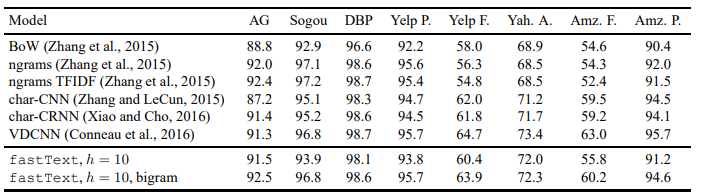 Model AG Sogou DBP Yelp P. Yelp F. Yah. A. Amz. F. Amz. P.
BoW (Zhang et al., 2015) 88.8 92.9 96.6 92.2 58.0 68.9 54.6 90.4
ngrams (Zhang et al., 2015) 92.0 97.1 98.6 95.6 56.3 68.5 54.3 92.0
ngrams TFIDF (Zhang et al., 2015) 92.4 97.2 98.7 95.4 54.8 68.5 52.4 91.5
char-CNN (Zhang and LeCun, 2015) 87.2 95.1 98.3 94.7 62.0 71.2 59.5 94.5
char-CRNN (Xiao and Cho, 2016) 91.4 95.2 98.6 94.5 61.8 71.7 59.2 94.1
VDCNN (Conneau et al., 2016) 91.3 96.8 98.7 95.7 64.7 73.4 63.0 95.7
fastText, h = 10 91.5 93.9 98.1 93.8 60.4 72.0 55.8 91.2
fastText, h = 10, bigram 92.5 96.8 98.6 95.7 63.9 72.3 60.2 94.6